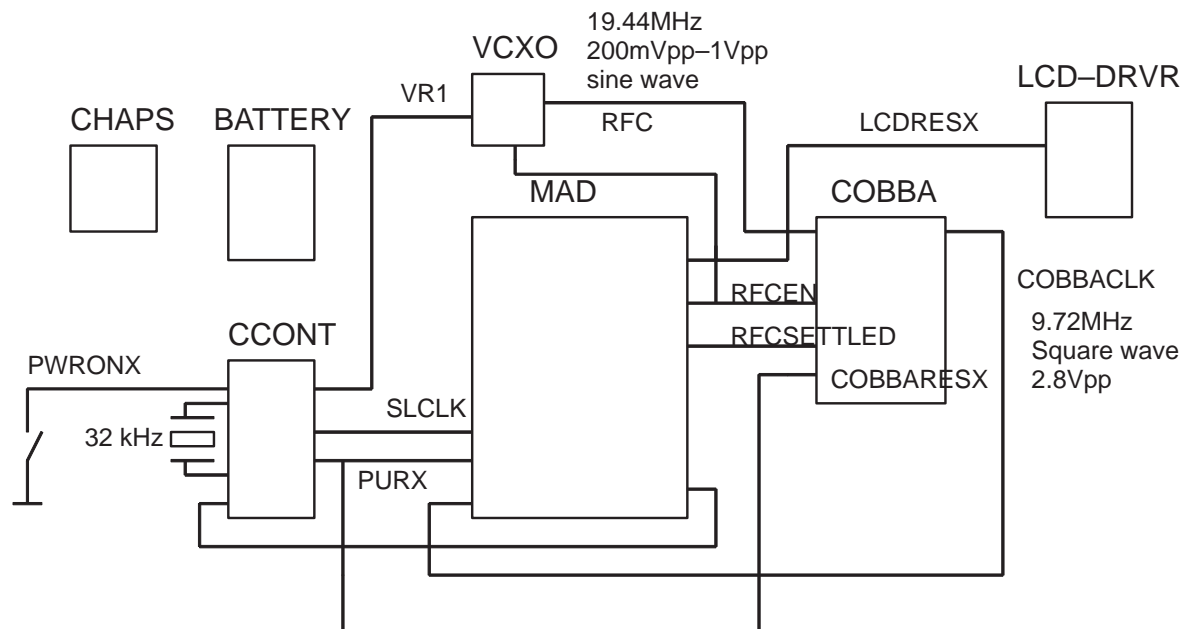 19.44MHz
200mVpp–1Vpp
sine wave
VCXO
LCD–DRVR
VR1
CHAPS
BATTERY
RFC
LCDRESX
MAD
COBBA
RFCEN
COBBACLK
9.72MHz
Square wave
2.8Vpp
CCONT
RFCSETTLED
PWRONX
COBBARESX
SLCLK
32 kHz
PURX